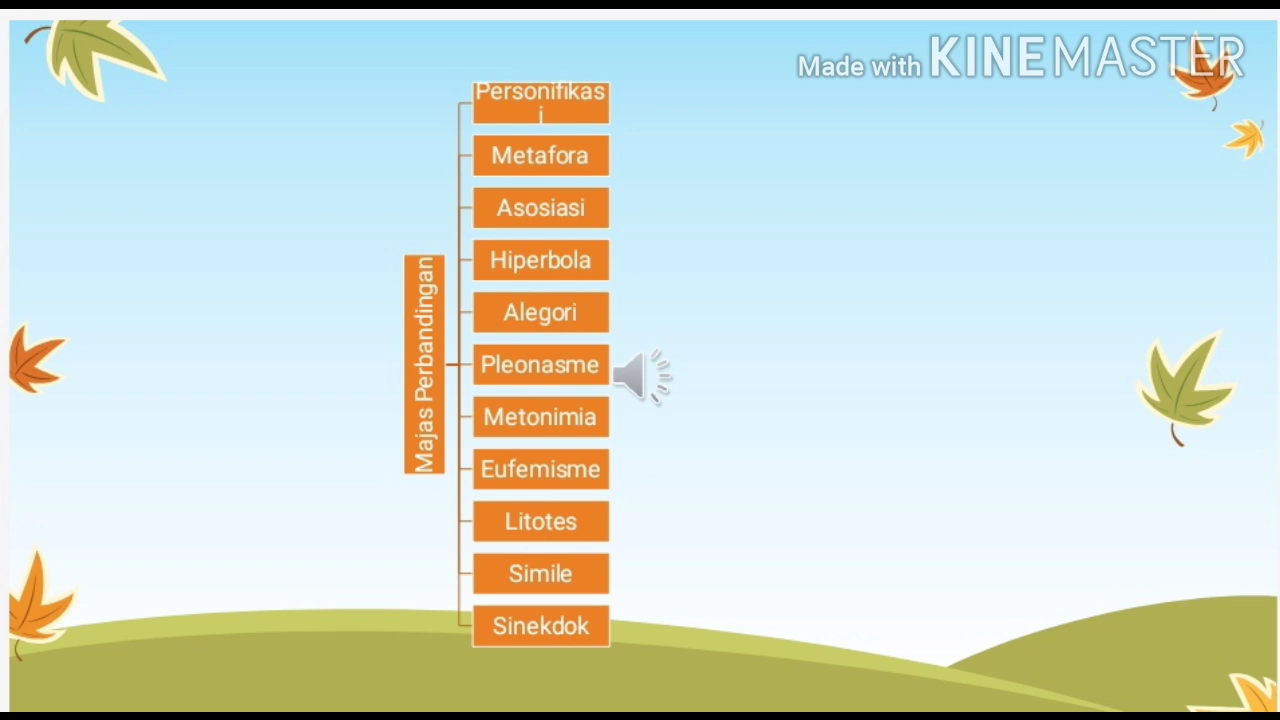 Made with KINEMASTER
Personifikas
i
Metafora
Asosiasi
Hiperbola
Alegori
Majas Perbandingan
Pleonasme
Metonimia
Eufemisme
Litotes
Simile
Sinekdok